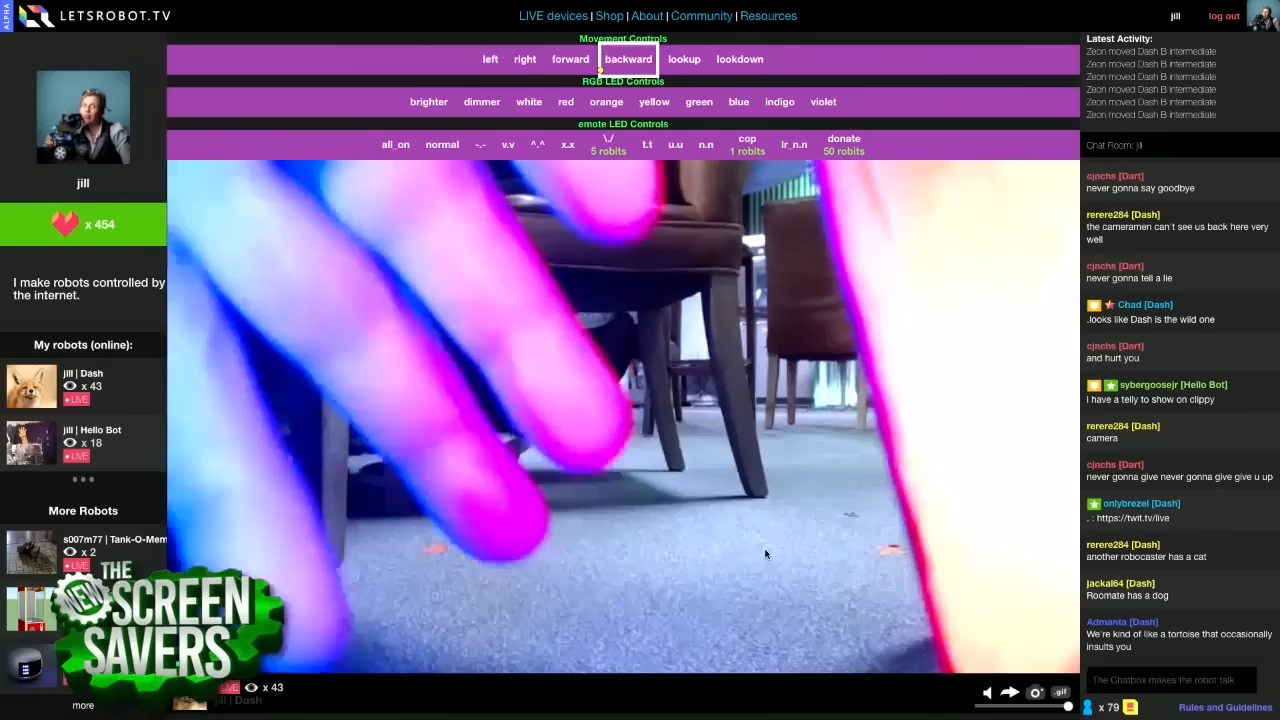 ALPHA
LETSROBOT.TV
LIVE devices | Shop | About | Community | Resources
jill
log out
Movement Controls
left right forward backward lookup lookdown
RGB LED Controls
brighter dimmer white red orange yellow green blue indigo violet
emote LED Controls
all_on normal -.- v.v ^.^ x.x \./ t.t u.u n.n cop lr_n.n donate
5 robits 1 robits 50 robits
jill
x 454
I make robots controlled by
the internet.
My robots (online):
jill | Dash
x 43
LIVE
jill | Hello Bot
x 18
LIVE
More Robots
s007m77 | Tank-O-Mem
x 2
LIVE
THE
NEW
SCREEN
SAVERS
more
LIVE x 43
jill | Dash
.gif
Latest Activity:
Zeon moved Dash B intermediate
Zeon moved Dash B intermediate
Zeon moved Dash B intermediate
Zeon moved Dash B intermediate
Zeon moved Dash B intermediate
Zeon moved Dash B intermediate
Chat Room: jill
cjnchs [Dart]
never gonna say goodbye
rerere284 [Dash]
the cameramen can't see us back here very
well
cjnchs [Dart]
never gonna tell a lie
Chad [Dash]
.looks like Dash is the wild one
cjnchs [Dart]
and hurt you
sybergoosejr [Hello Bot]
I have a telly to show on clippy
rerere284 [Dash]
camera
cjnchs [Dart]
never gonna give never gonna give give u up
onlybrezel [Dash]
. : https://twit.tv/live
rerere284 [Dash]
another robocaster has a cat
jackal64 [Dash]
Roomate has a dog
Admanta [Dash]
We're kind of like a tortoise that occasionally
insults you
The Chatbox makes the robot talk
x 79
Rules and Guidelines